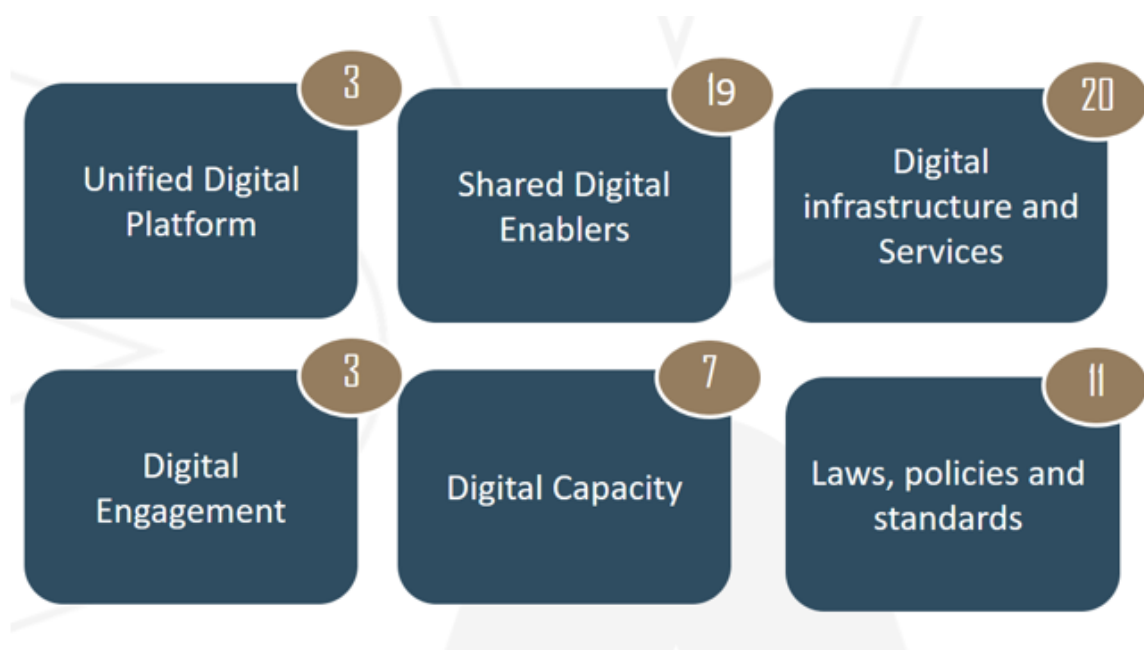 3
Unified Digital
Platform
19
Shared Digital
Enablers
20
Digital
infrastructure and
Services
3
Digital
Engagement
7
Digital Capacity
11
Laws, policies and
standards